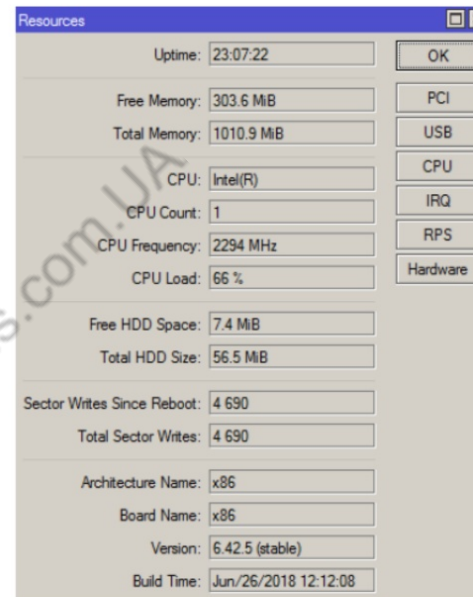 Resources
Uptime: 23:07:22
OK
Free Memory: 303.6 MiB
PCI
Total Memory: 1010.9 MiB
USB
CPU: Intel(R)
CPU
CPU Count: 1
IRQ
CPU Frequency: 2294 MHz
RPS
CPU Load: 66 %
Hardware
Free HDD Space: 7.4 MiB
Total HDD Size: 56.5 MiB
Sector Writes Since Reboot: 4 690
Total Sector Writes: 4 690
Architecture Name: x86
Board Name: x86
Version: 6.42.5 (stable)
Build Time: Jun/26/2018 12:12:08
s.com.UA